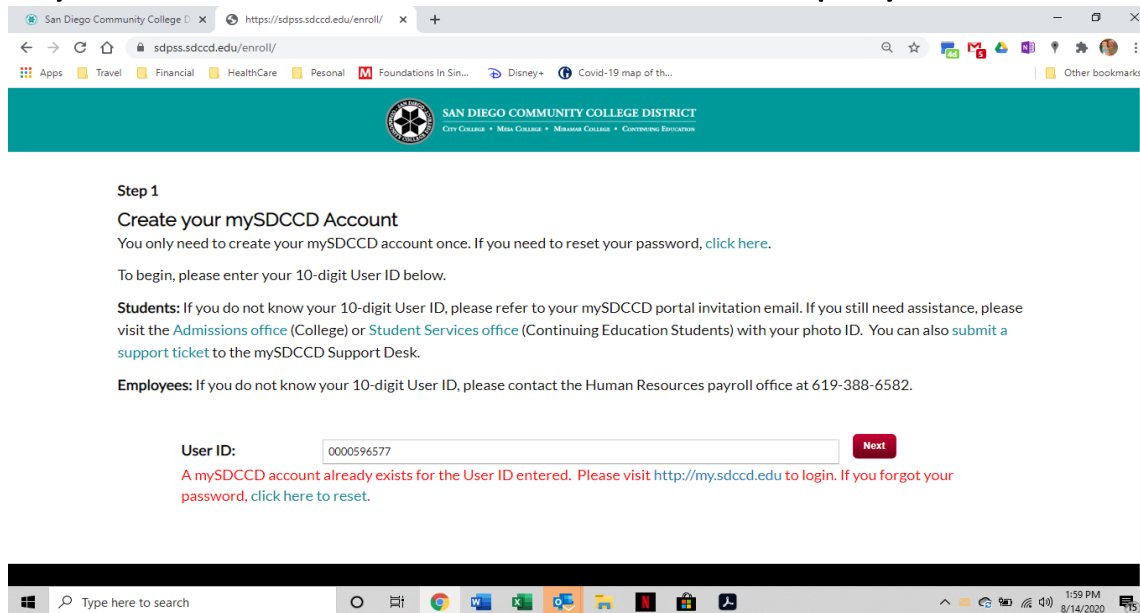 San Diego Community College D
https://sdpss.sdccd.edu/enroll/
sdpss.sdccd.edu/enroll/
Apps Travel Financial HealthCare Pesonal Foundations In Sin... Disney+ Covid-19 map of th... Other bookmarks
SAN DIEGO COMMUNITY COLLEGE DISTRICT
CITY COLLEGE • MESA COLLEGE • MIRAMAR COLLEGE • CONTINUING EDUCATION
Step 1
Create your mySDCCD Account
You only need to create your mySDCCD account once. If you need to reset your password, click here.
To begin, please enter your 10-digit User ID below.
Students: If you do not know your 10-digit User ID, please refer to your mySDCCD portal invitation email. If you still need assistance, please
visit the Admissions office (College) or Student Services office (Continuing Education Students) with your photo ID. You can also submit a
support ticket to the mySDCCD Support Desk.
Employees: If you do not know your 10-digit User ID, please contact the Human Resources payroll office at 619-388-6582.
User ID: 0000596577 Next
A mySDCCD account already exists for the User ID entered. Please visit http://my.sdccd.edu to login. If you forgot your
password, click here to reset.
Type here to search
1:59 PM
8/14/2020